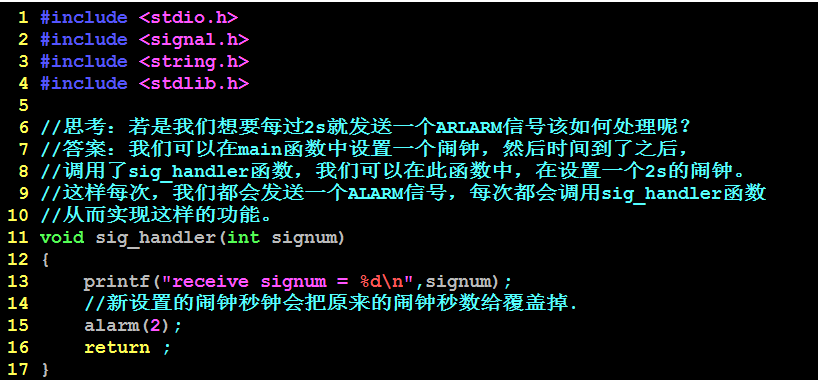 1 #include <stdio.h>
2 #include <signal.h>
3 #include <string.h>
4 #include <stdlib.h>
5
6 //思考：若是我们想要每过2s就发送一个ARLARM信号该如何处理呢？
7 //答案：我们可以在main函数中设置一个闹钟，然后时间到了之后，
8 //调用了sig_handler函数，我们可以在此函数中，在设置一个2s的闹钟。
9 //这样每次，我们都会发送一个ALARM信号，每次都会调用sig_handler函数
10 //从而实现这样的功能。
11 void sig_handler(int signum)
12 {
13     printf("receive signum = %d\n",signum);
14     //新设置的闹钟秒钟会把原来的闹钟秒数给覆盖掉.
15     alarm(2);
16     return ;
17 }